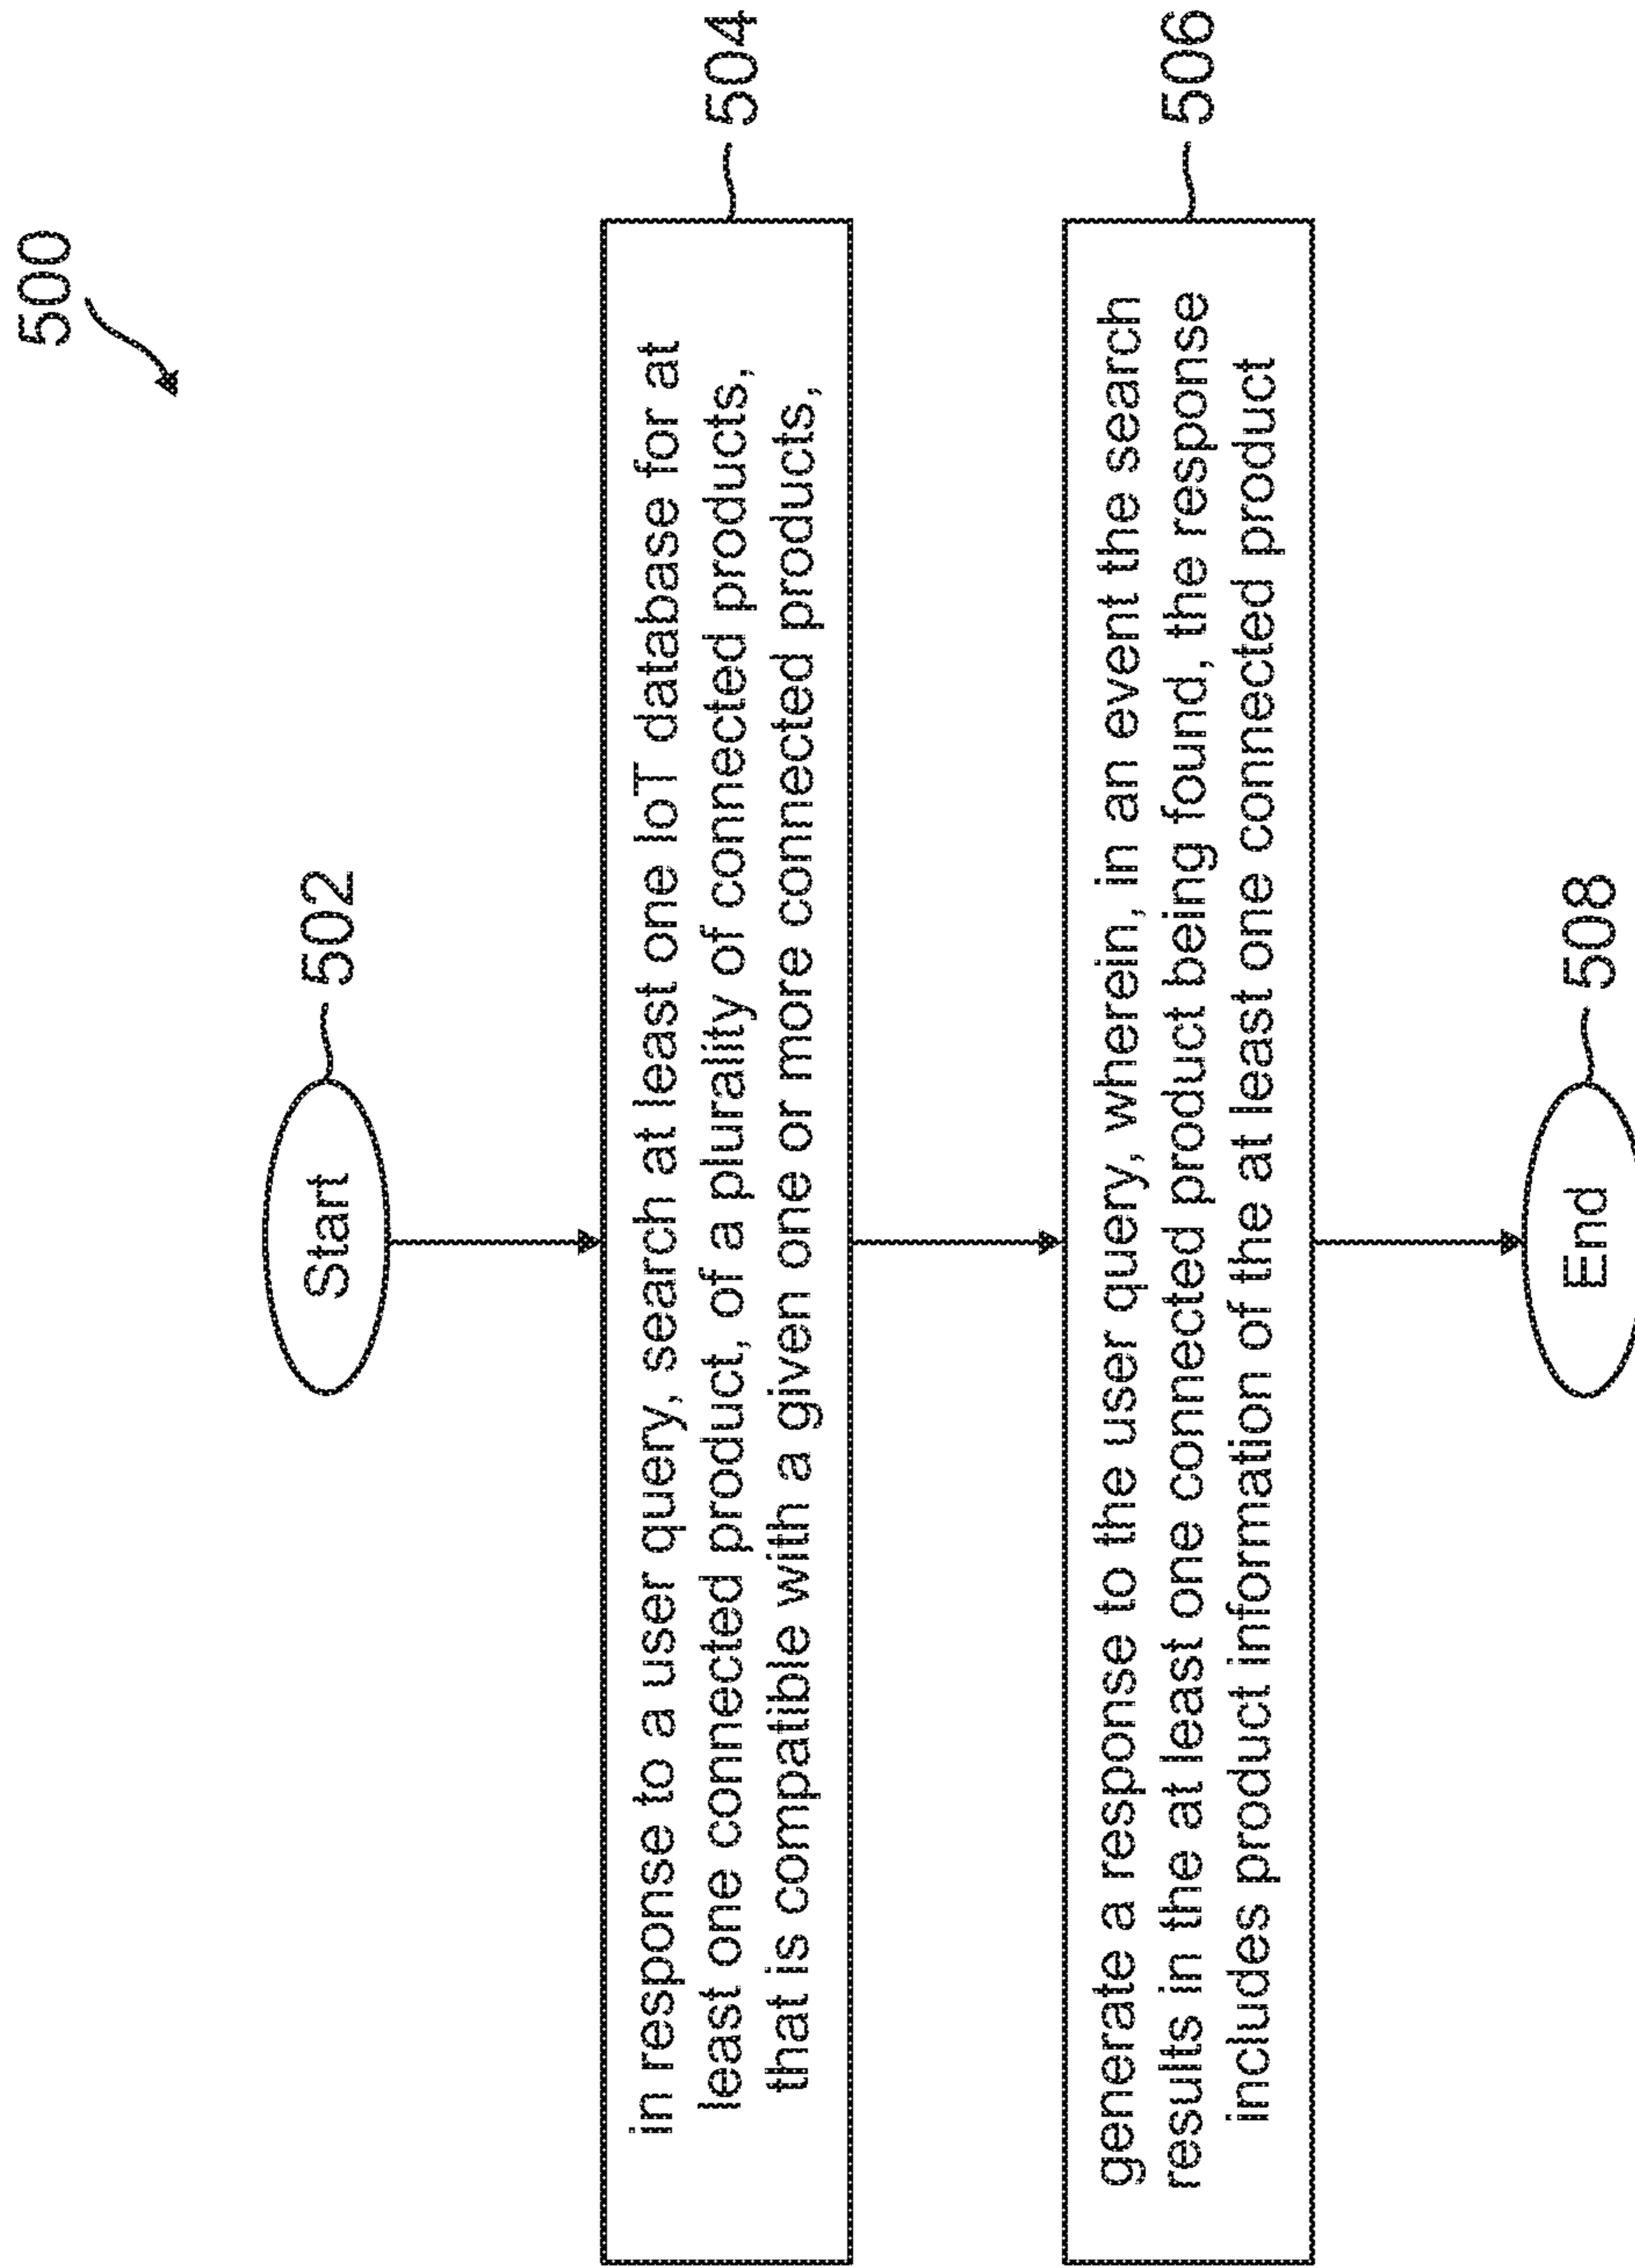 500
Start
502
in response to a user query, search at least one IoT database for at
least one connected product, of a plurality of connected products,
that is compatible with a given one or more connected products,
504
generate a response to the user query, wherein, in an event the search
results in the at least one connected product being found, the response
includes product information of the at least one connected product
506
End
508